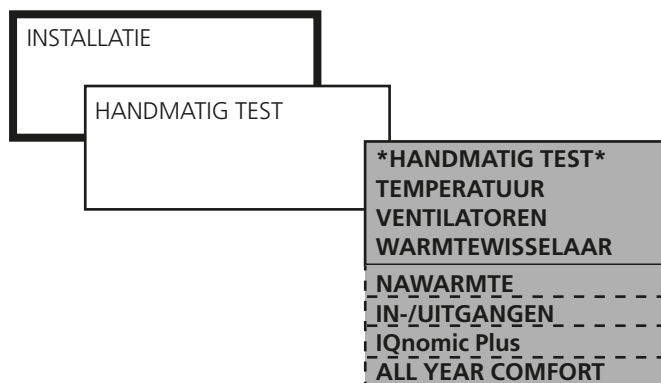 INSTALLATIE
HANDMATIG TEST
*HANDMATIG TEST*
TEMPERATUUR
VENTILATOREN
WARMTEWISSELAAR
NAWARMTE
IN-/UITGANGEN
IQnomic Plus
ALL YEAR COMFORT